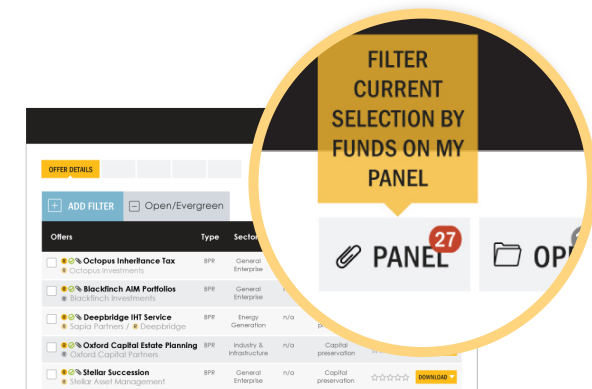 FILTER
CURRENT
SELECTION BY
FUNDS ON MY
PANEL
PANEL 27
OFFER DETAILS
ADD FILTER Open/Evergreen
Offers Type
Octopus Inheritance Tax BPR General
Octopus Investments Enterprise
Blackfinch AIM Portfolios BPR General
Blackfinch Investments Enterprise
Deepbridge IHT Service BPR Energy n/a
Sapia Partners / Deepbridge Generation
Oxford Capital Estate Planning BPR Industry & n/a Capital
Oxford Capital Partners Infrastructure preservation
Stellar Succession BPR General n/a Capital DOWNLOAD
Stellar Asset Management Enterprise preservation